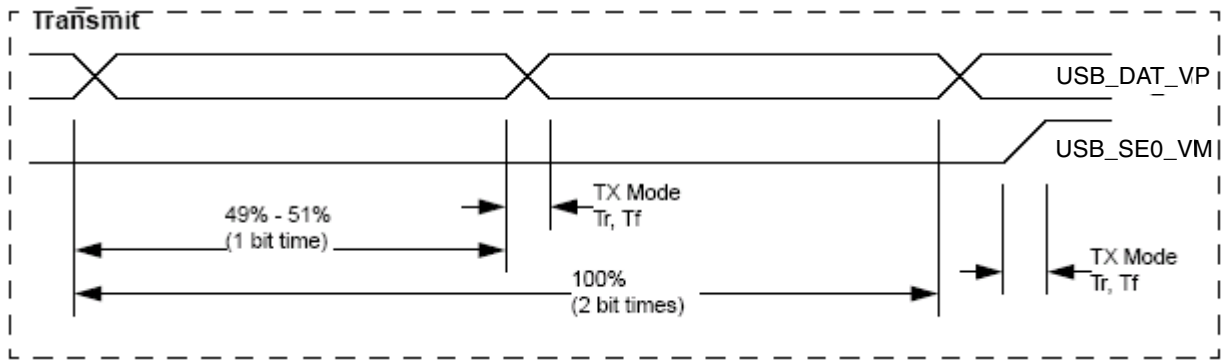 Transmit
USB_DAT_VP
USB_SE0_VM
TX Mode
Tr, Tf
49% - 51%
(1 bit time)
TX Mode
Tr, Tf
100%
(2 bit times)